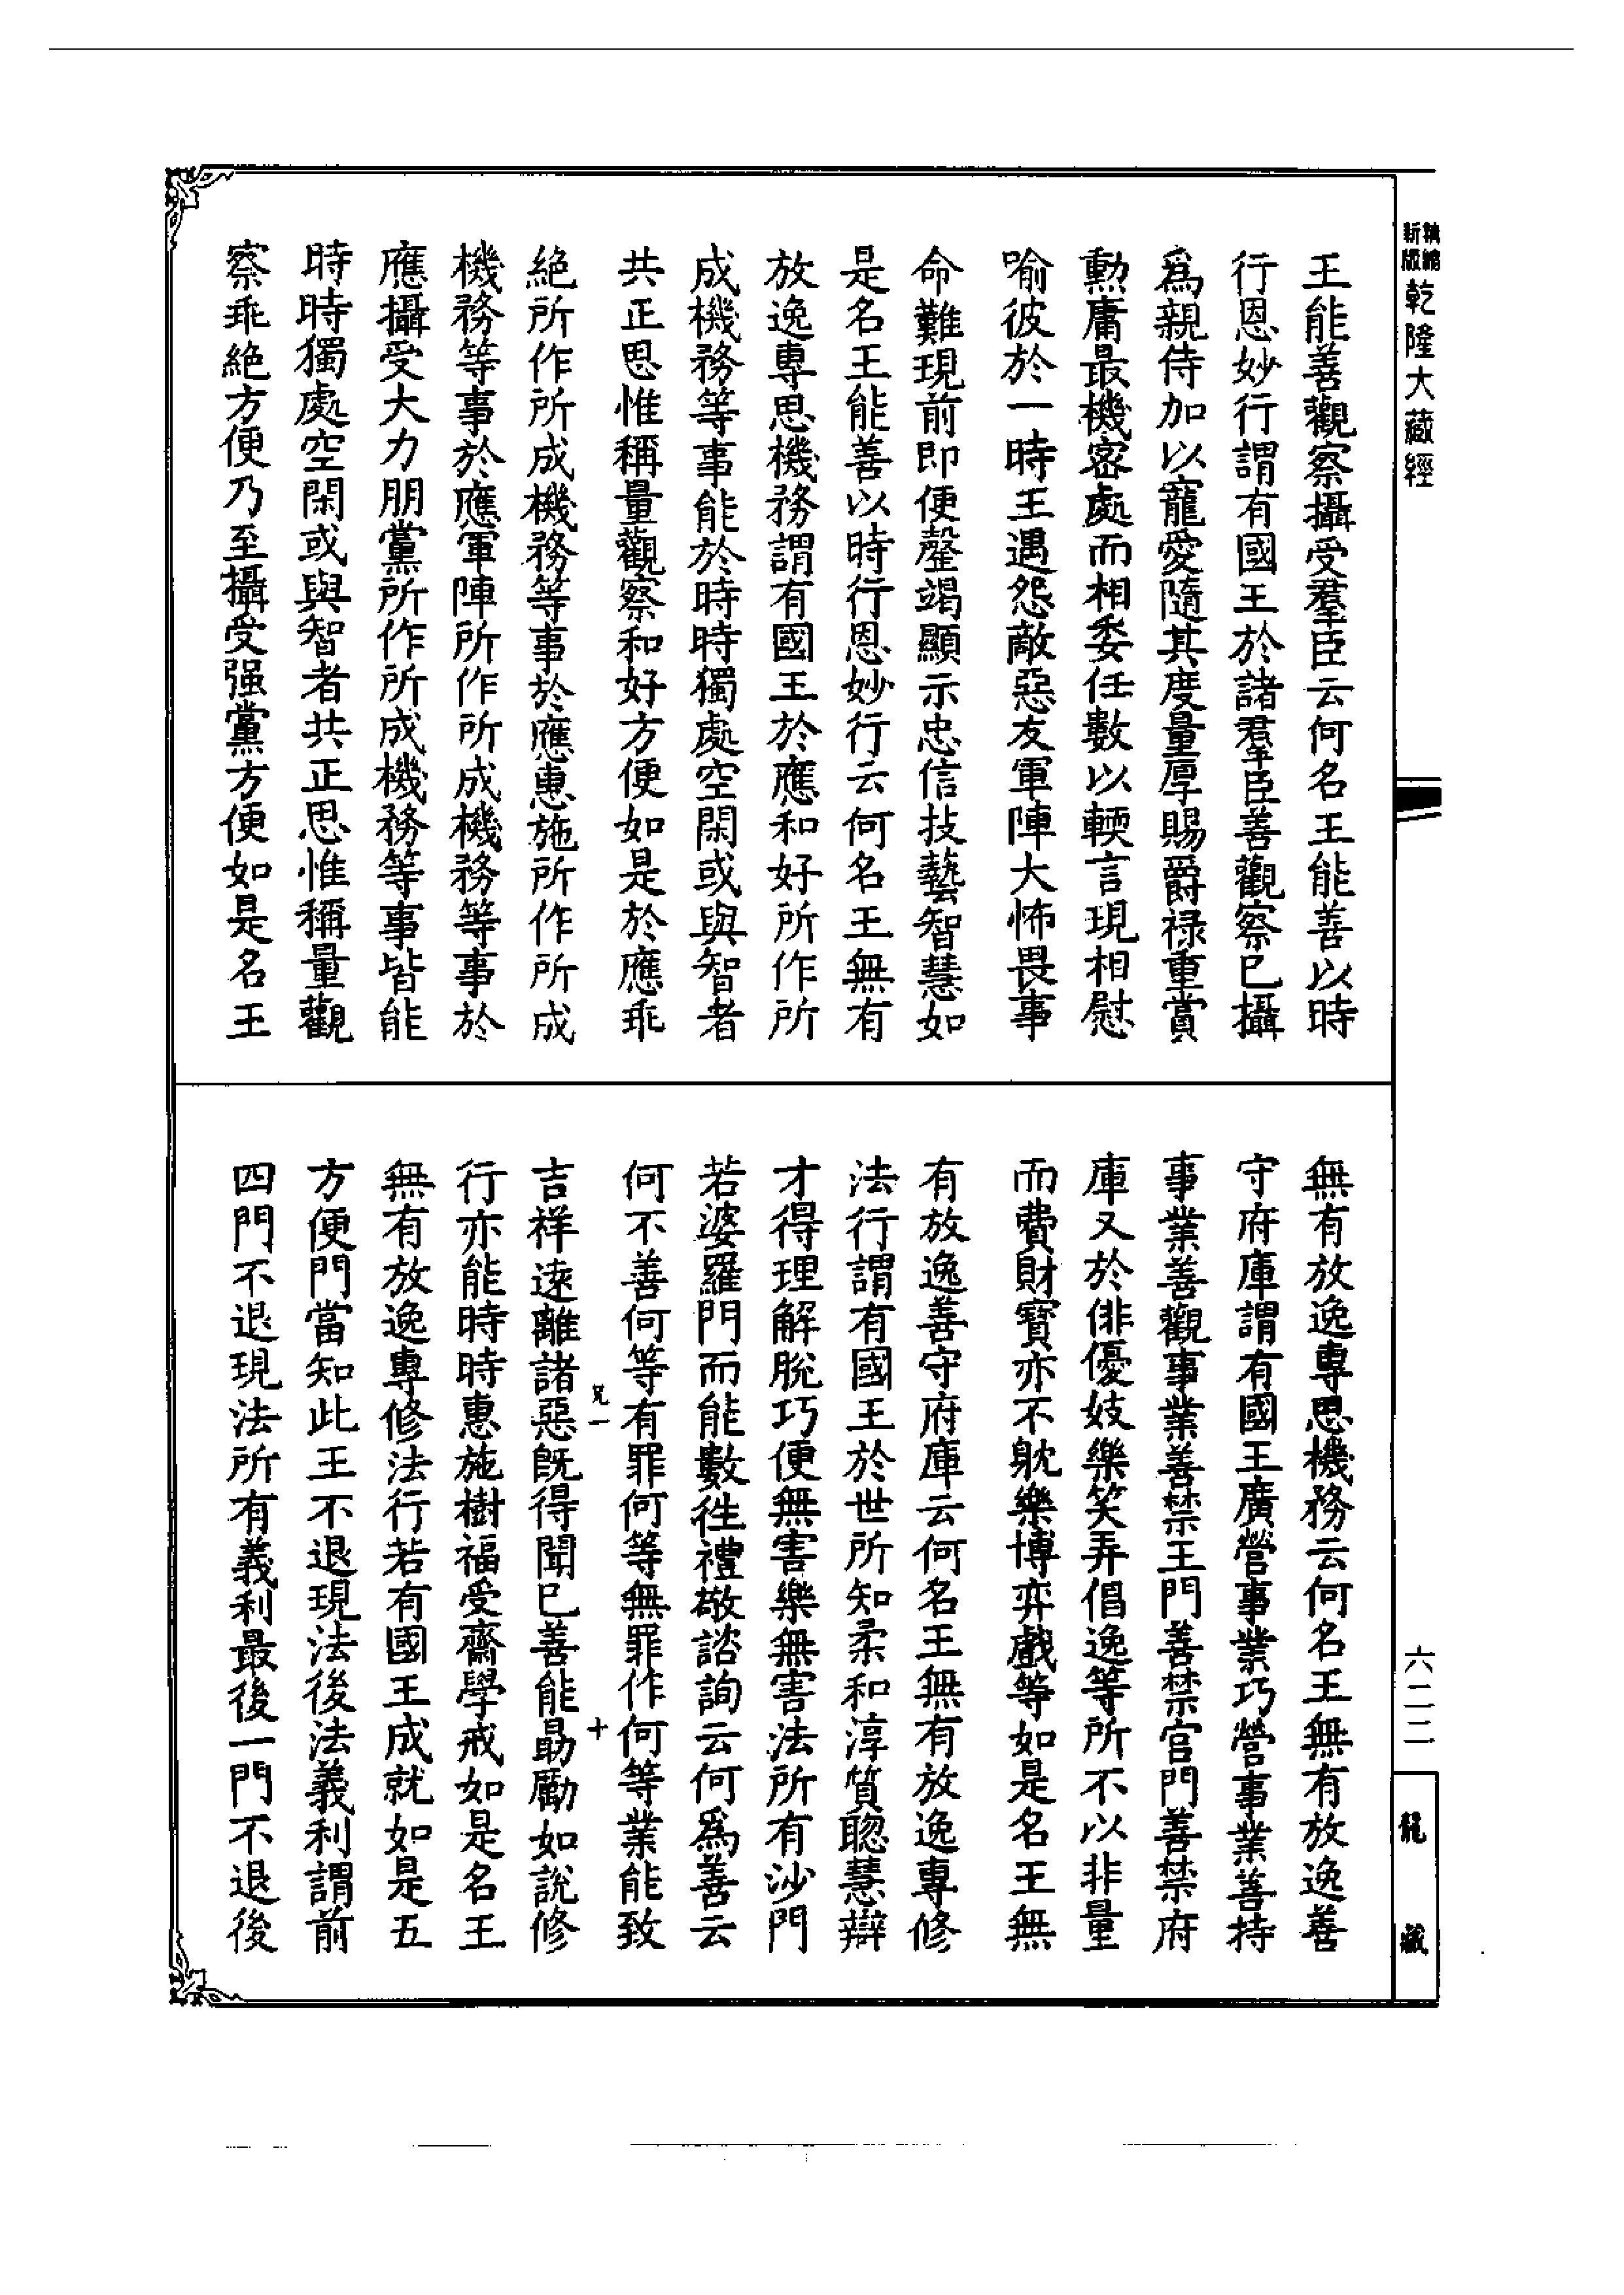 新版精縮
乾隆大藏經
六二二
龍藏
王能善觀察攝受羣臣云何名王能善以時
行恩妙行謂有國王於諸羣臣善觀察已攝
爲親侍加以寵愛隨其度量厚賜爵祿重賞
勲庸最機密處而相委任數以輭言現相慰
喻彼於一時王遇怨敵惡友軍陣大怖畏事
命難現前即便罄竭顯示忠信技藝智慧如
是名王能善以時行恩妙行云何名王無有
放逸專思機務謂有國王於應和好所作所
成機務等事能於時時獨處空閑或與智者
共正思惟稱量觀察和好方便如是於應乖
絕所作所成機務等事於應惠施所作所成
機務等事於應軍陣所作所成機務等事於
應攝受大力朋黨所作所成機務等事皆能
時時獨處空閑或與智者共正思惟稱量觀
察乖絕方便乃至攝受强黨方便如是名王
無有放逸專思機務云何名王無有放逸善
守府庫謂有國王廣營事業巧營事業善持
事業善觀事業善禁王門善禁宮門善禁府
庫又於俳優妓樂笑弄倡逸等所不以非量
而費財寳亦不躭樂博弈戲等如是名王無
有放逸善守府庫云何名王無有放逸專修
法行謂有國王於世所知柔和淳質聦慧辯
才得理解脫巧便無害樂無害法所有沙門
若婆羅門而能數徃禮敬諮詢云何爲善云
何不善何等有罪何等無罪作何等業能致
吉祥遠離諸惡旣得聞已善能勗勵如說修
行亦能時時惠施樹福受齋學戒如是名王
無有放逸專修法行若有國王成就如是五
方便門當知此王不退現法後法義利謂前
四門不退現法所有義利最後一門不退後